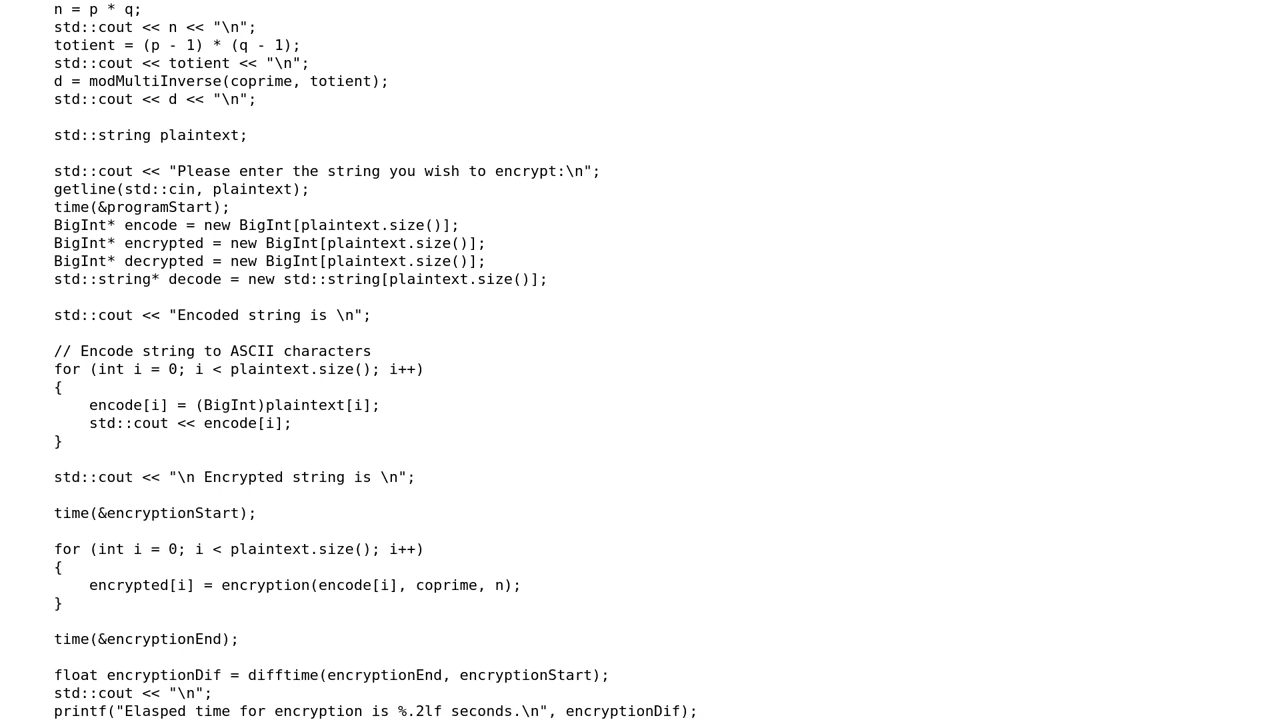 n = p * q;
std::cout << n << "\n";
totient = (p - 1) * (q - 1);
std::cout << totient << "\n";
d = modMultiInverse(coprime, totient);
std::cout << d << "\n";
std::string plaintext;
std::cout << "Please enter the string you wish to encrypt:\n";
getline(std::cin, plaintext);
time(&programStart);
BigInt* encode = new BigInt[plaintext.size()];
BigInt* encrypted = new BigInt[plaintext.size()];
BigInt* decrypted = new BigInt[plaintext.size()];
std::string* decode = new std::string[plaintext.size()];
std::cout << "Encoded string is \n";
// Encode string to ASCII characters
for (int i = 0; i < plaintext.size(); i++)
{
    encode[i] = (BigInt)plaintext[i];
    std::cout << encode[i];
}
std::cout << "\n Encrypted string is \n";
time(&encryptionStart);
for (int i = 0; i < plaintext.size(); i++)
{
    encrypted[i] = encryption(encode[i], coprime, n);
}
time(&encryptionEnd);
float encryptionDif = difftime(encryptionEnd, encryptionStart);
std::cout << "\n";
printf("Elasped time for encryption is %.2lf seconds.\n", encryptionDif);